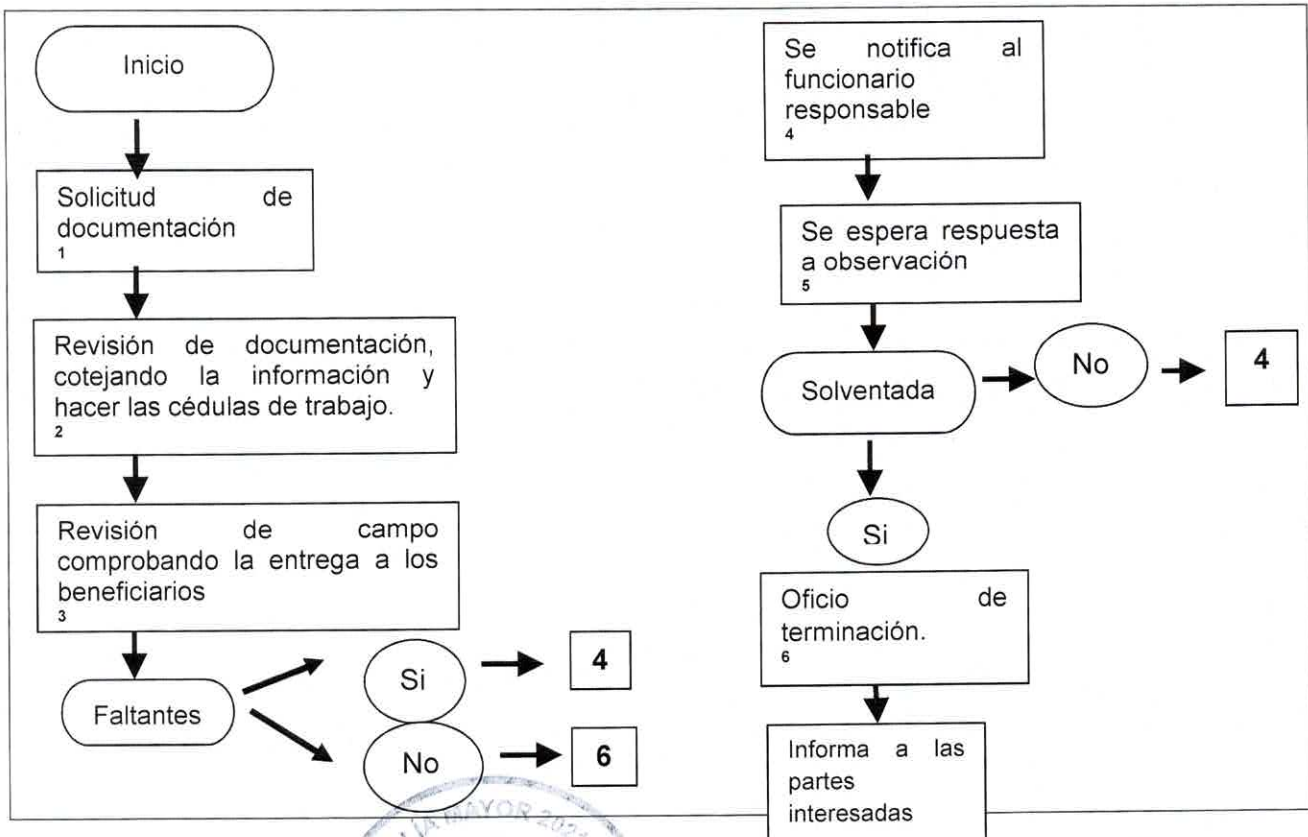 Inicio
Solicitud de
documentación
1
Revisión de documentación,
cotejando la información y
hacer las cédulas de trabajo.
2
Revisión de campo
comprobando la entrega a los
beneficiarios
3
Faltantes
Si
4
No
6
Se notifica al
funcionario
responsable
4
Se espera respuesta
a observación
5
Solventada
No
4
Si
Oficio de
terminación.
6
Informa a las
partes
interesadas
MAYOR